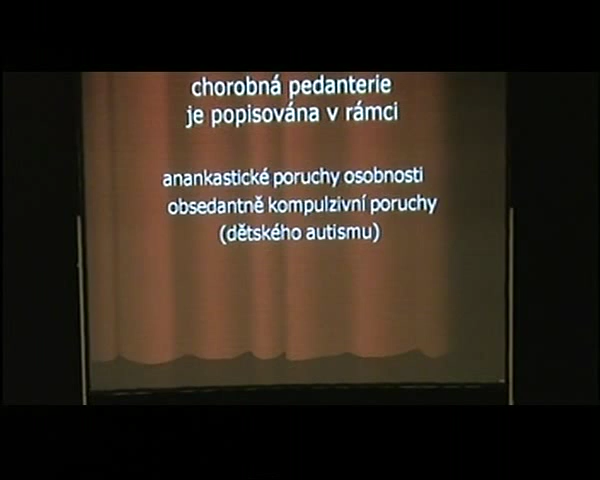 chorobná pedanterie
je popisována v rámci
anankastické poruchy osobnosti
obsedantně kompulzivní poruchy
(dětského autismu)